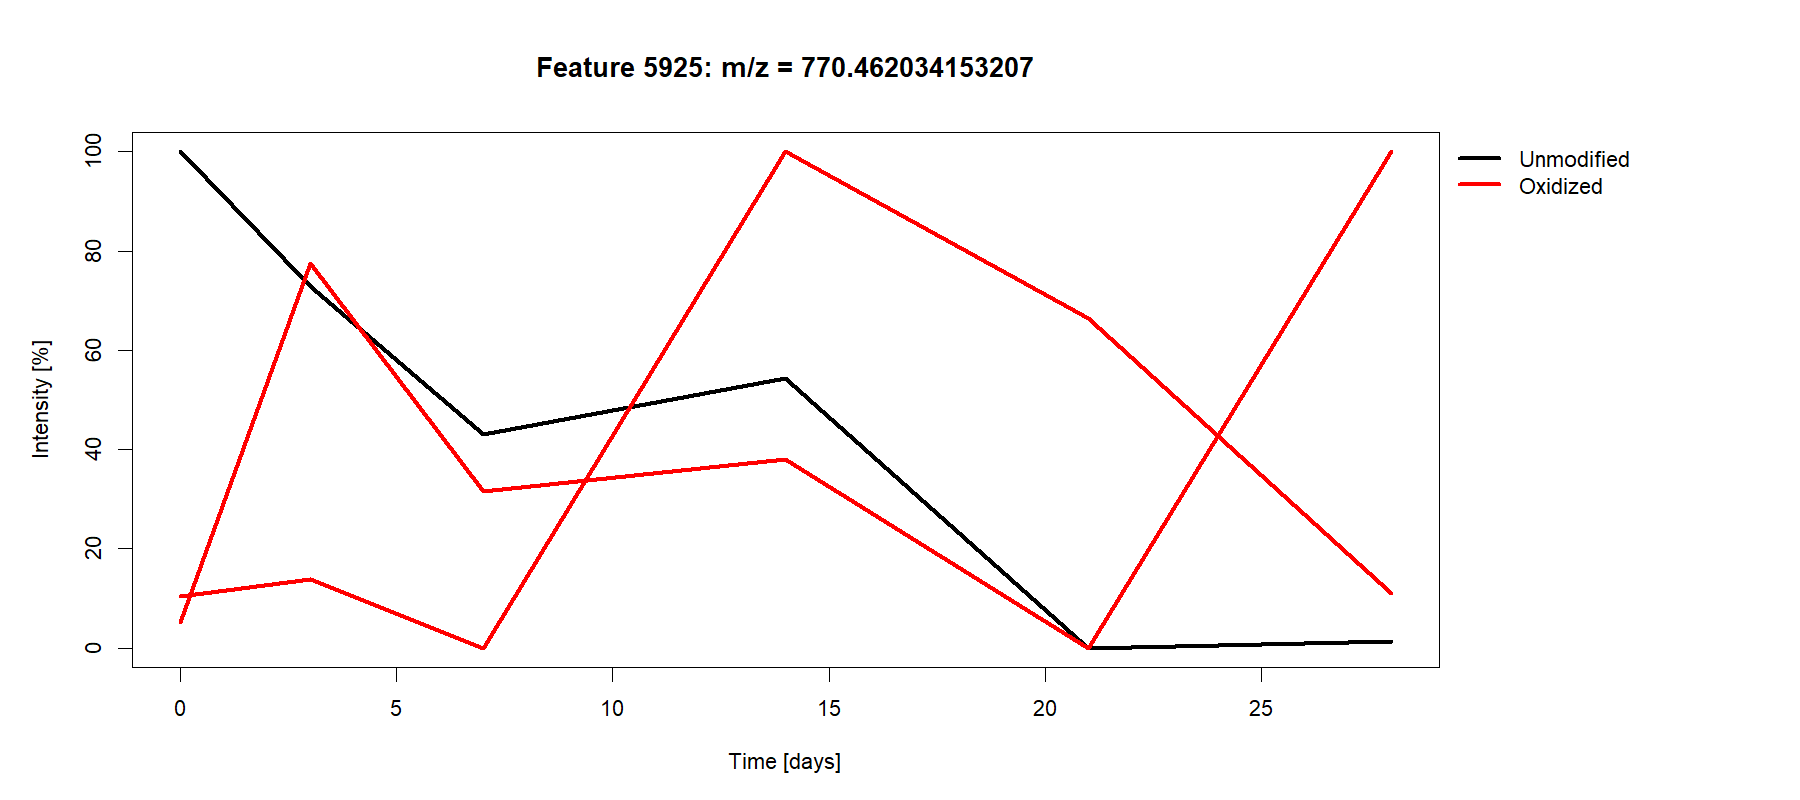 Feature 5925: m/z = 770.462034153207
Unmodified
Oxidized
Intensity [%]
100
80
60
40
20
0
0 5 10 15 20 25
Time [days]